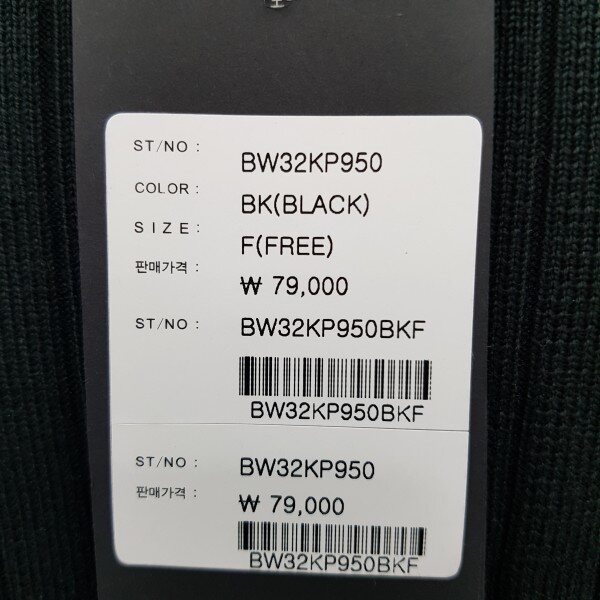 ST/NO : BW32KP950
COLOR : BK(BLACK)
SIZE : F(FREE)
판매가격 : ₩ 79,000
ST/NO : BW32KP950BKF
BW32KP950BKF
ST/NO : BW32KP950
판매가격 : ₩ 79,000
BW32KP950BKF